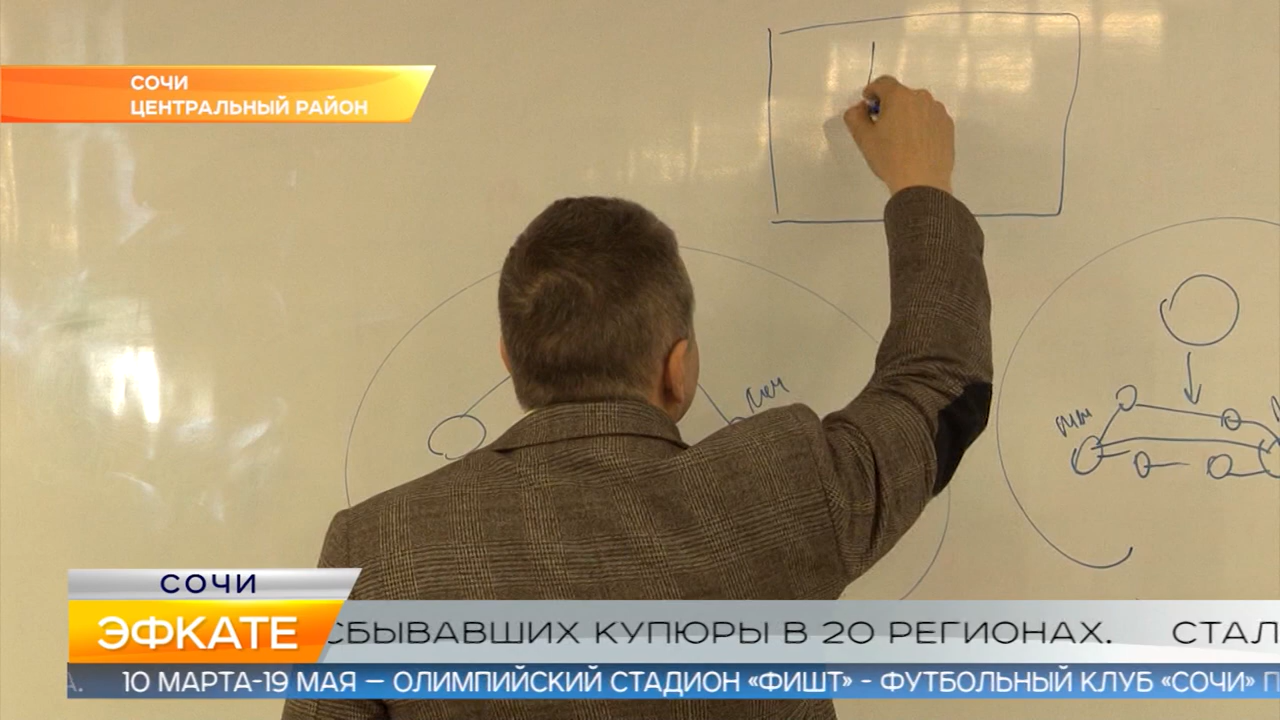 СОЧИ
ЦЕНТРАЛЬНЫЙ РАЙОН
СОЧИ
ЭФКАТЕ
СБЫВАВШИХ КУПЮРЫ В 20 РЕГИОНАХ. СТАЛ
А. 10 МАРТА-19 МАЯ – ОЛИМПИЙСКИЙ СТАДИОН «ФИШТ» - ФУТБОЛЬНЫЙ КЛУБ «СОЧИ» П